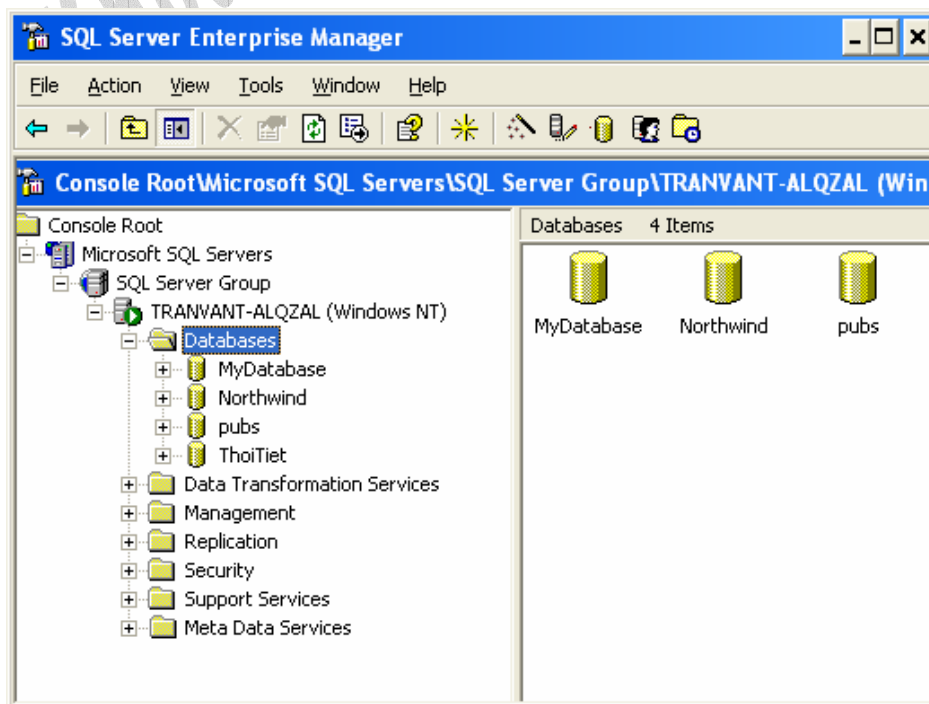 SQL Server Enterprise Manager
File Action View Tools Window Help
Console Root\Microsoft SQL Servers\SQL Server Group\TRANVANT-ALQZAL (Win
Console Root
Microsoft SQL Servers
SQL Server Group
TRANVANT-ALQZAL (Windows NT)
Databases
MyDatabase
Northwind
pubs
ThoiTiet
Data Transformation Services
Management
Replication
Security
Support Services
Meta Data Services
Databases 4 Items
MyDatabase Northwind pubs